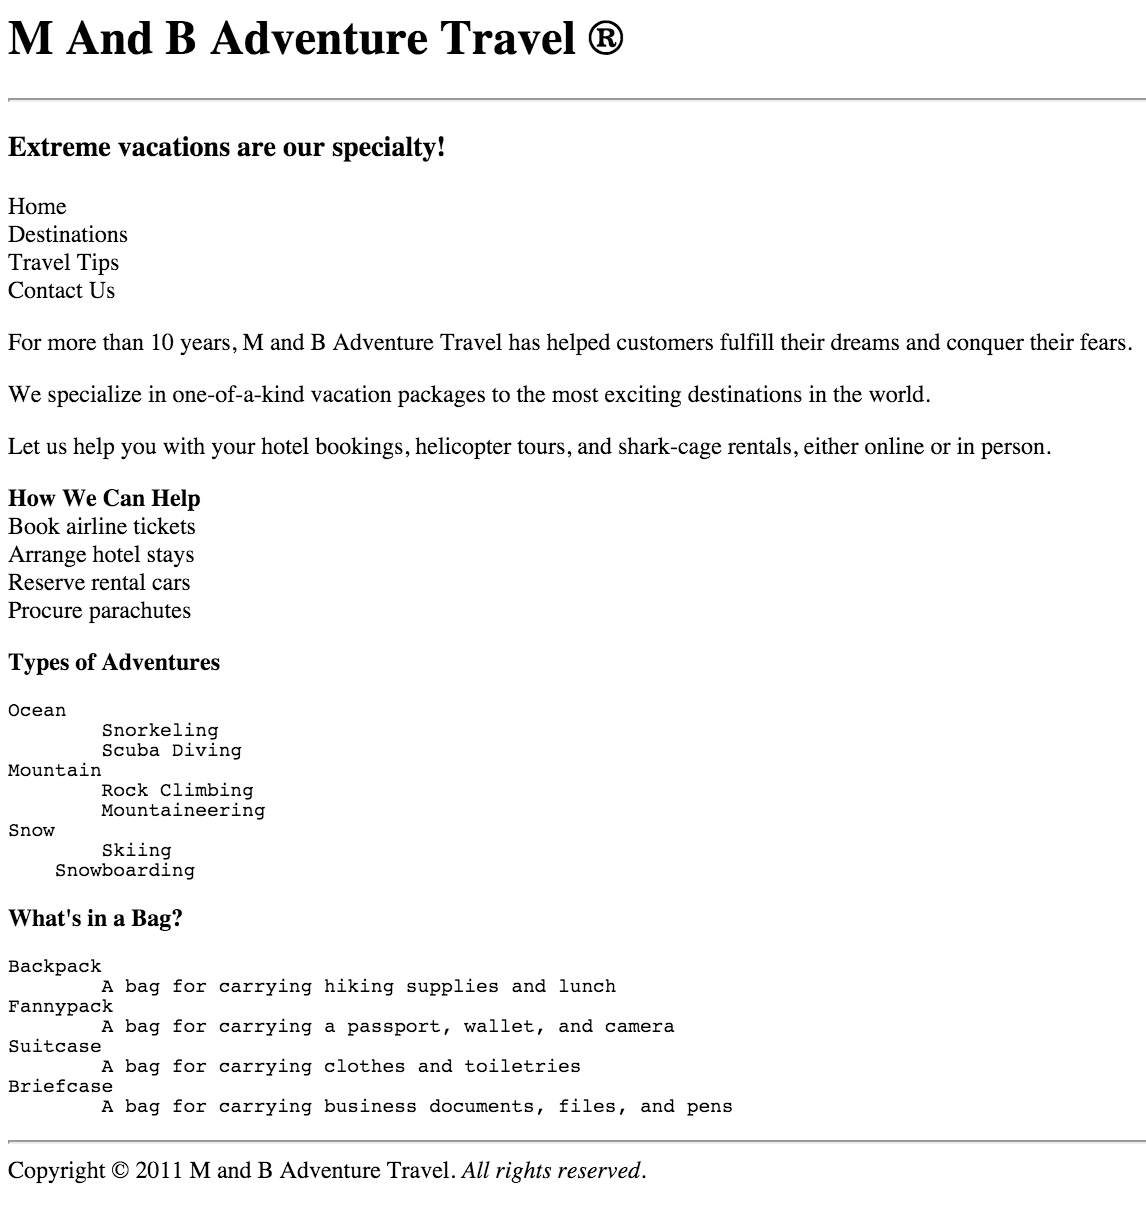 M And B Adventure Travel ®
Extreme vacations are our specialty!
Home
Destinations
Travel Tips
Contact Us
For more than 10 years, M and B Adventure Travel has helped customers fulfill their dreams and conquer their fears.
We specialize in one-of-a-kind vacation packages to the most exciting destinations in the world.
Let us help you with your hotel bookings, helicopter tours, and shark-cage rentals, either online or in person.
How We Can Help
Book airline tickets
Arrange hotel stays
Reserve rental cars
Procure parachutes
Types of Adventures
Ocean
Snorkeling
Scuba Diving
Mountain
Rock Climbing
Mountaineering
Snow
Skiing
Snowboarding
What's in a Bag?
Backpack
A bag for carrying hiking supplies and lunch
Fannypack
A bag for carrying a passport, wallet, and camera
Suitcase
A bag for carrying clothes and toiletries
Briefcase
A bag for carrying business documents, files, and pens
Copyright © 2011 M and B Adventure Travel. All rights reserved.